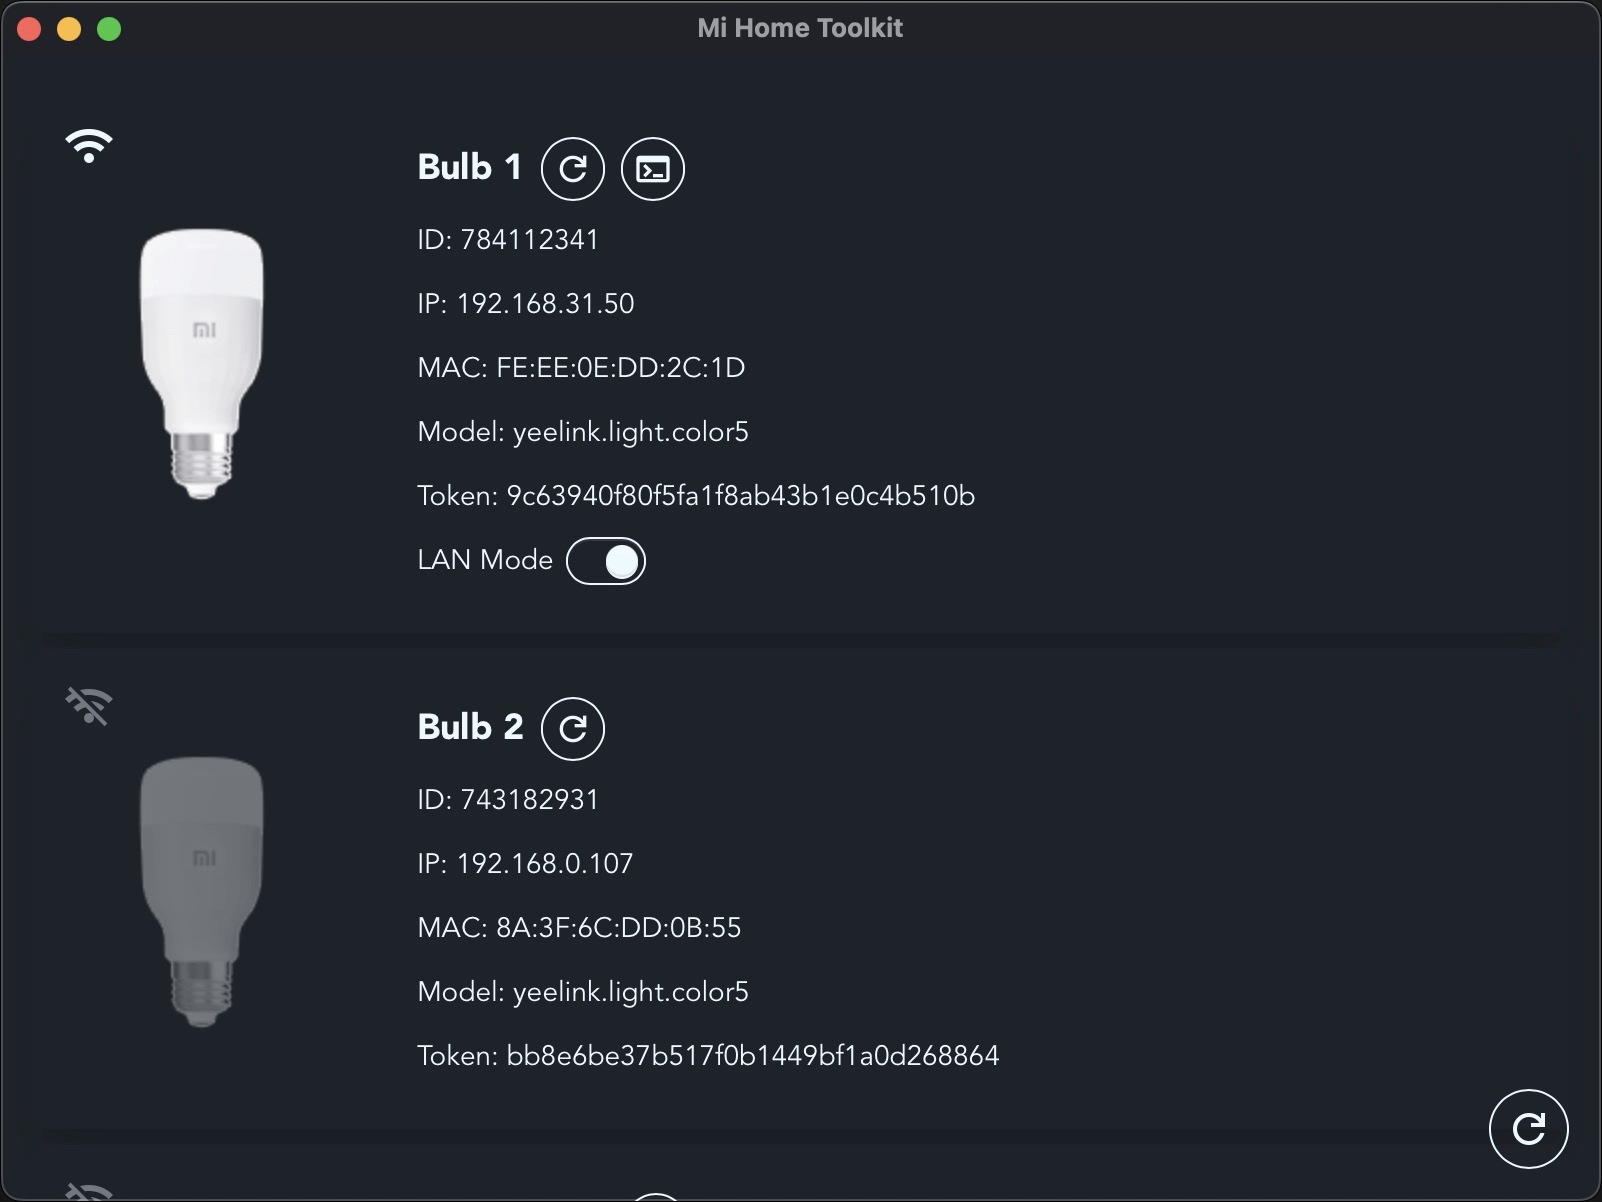 Mi Home Toolkit
Bulb 1
ID: 784112341
IP: 192.168.31.50
MAC: FE:EE:0E:DD:2C:1D
Model: yeelink.light.color5
Token: 9c63940f80f5fa1f8ab43b1e0c4b510b
LAN Mode
MI
Bulb 2
ID: 743182931
IP: 192.168.0.107
MAC: 8A:3F:6C:DD:0B:55
Model: yeelink.light.color5
Token: bb8e6be37b517f0b1449bf1a0d268864
MI